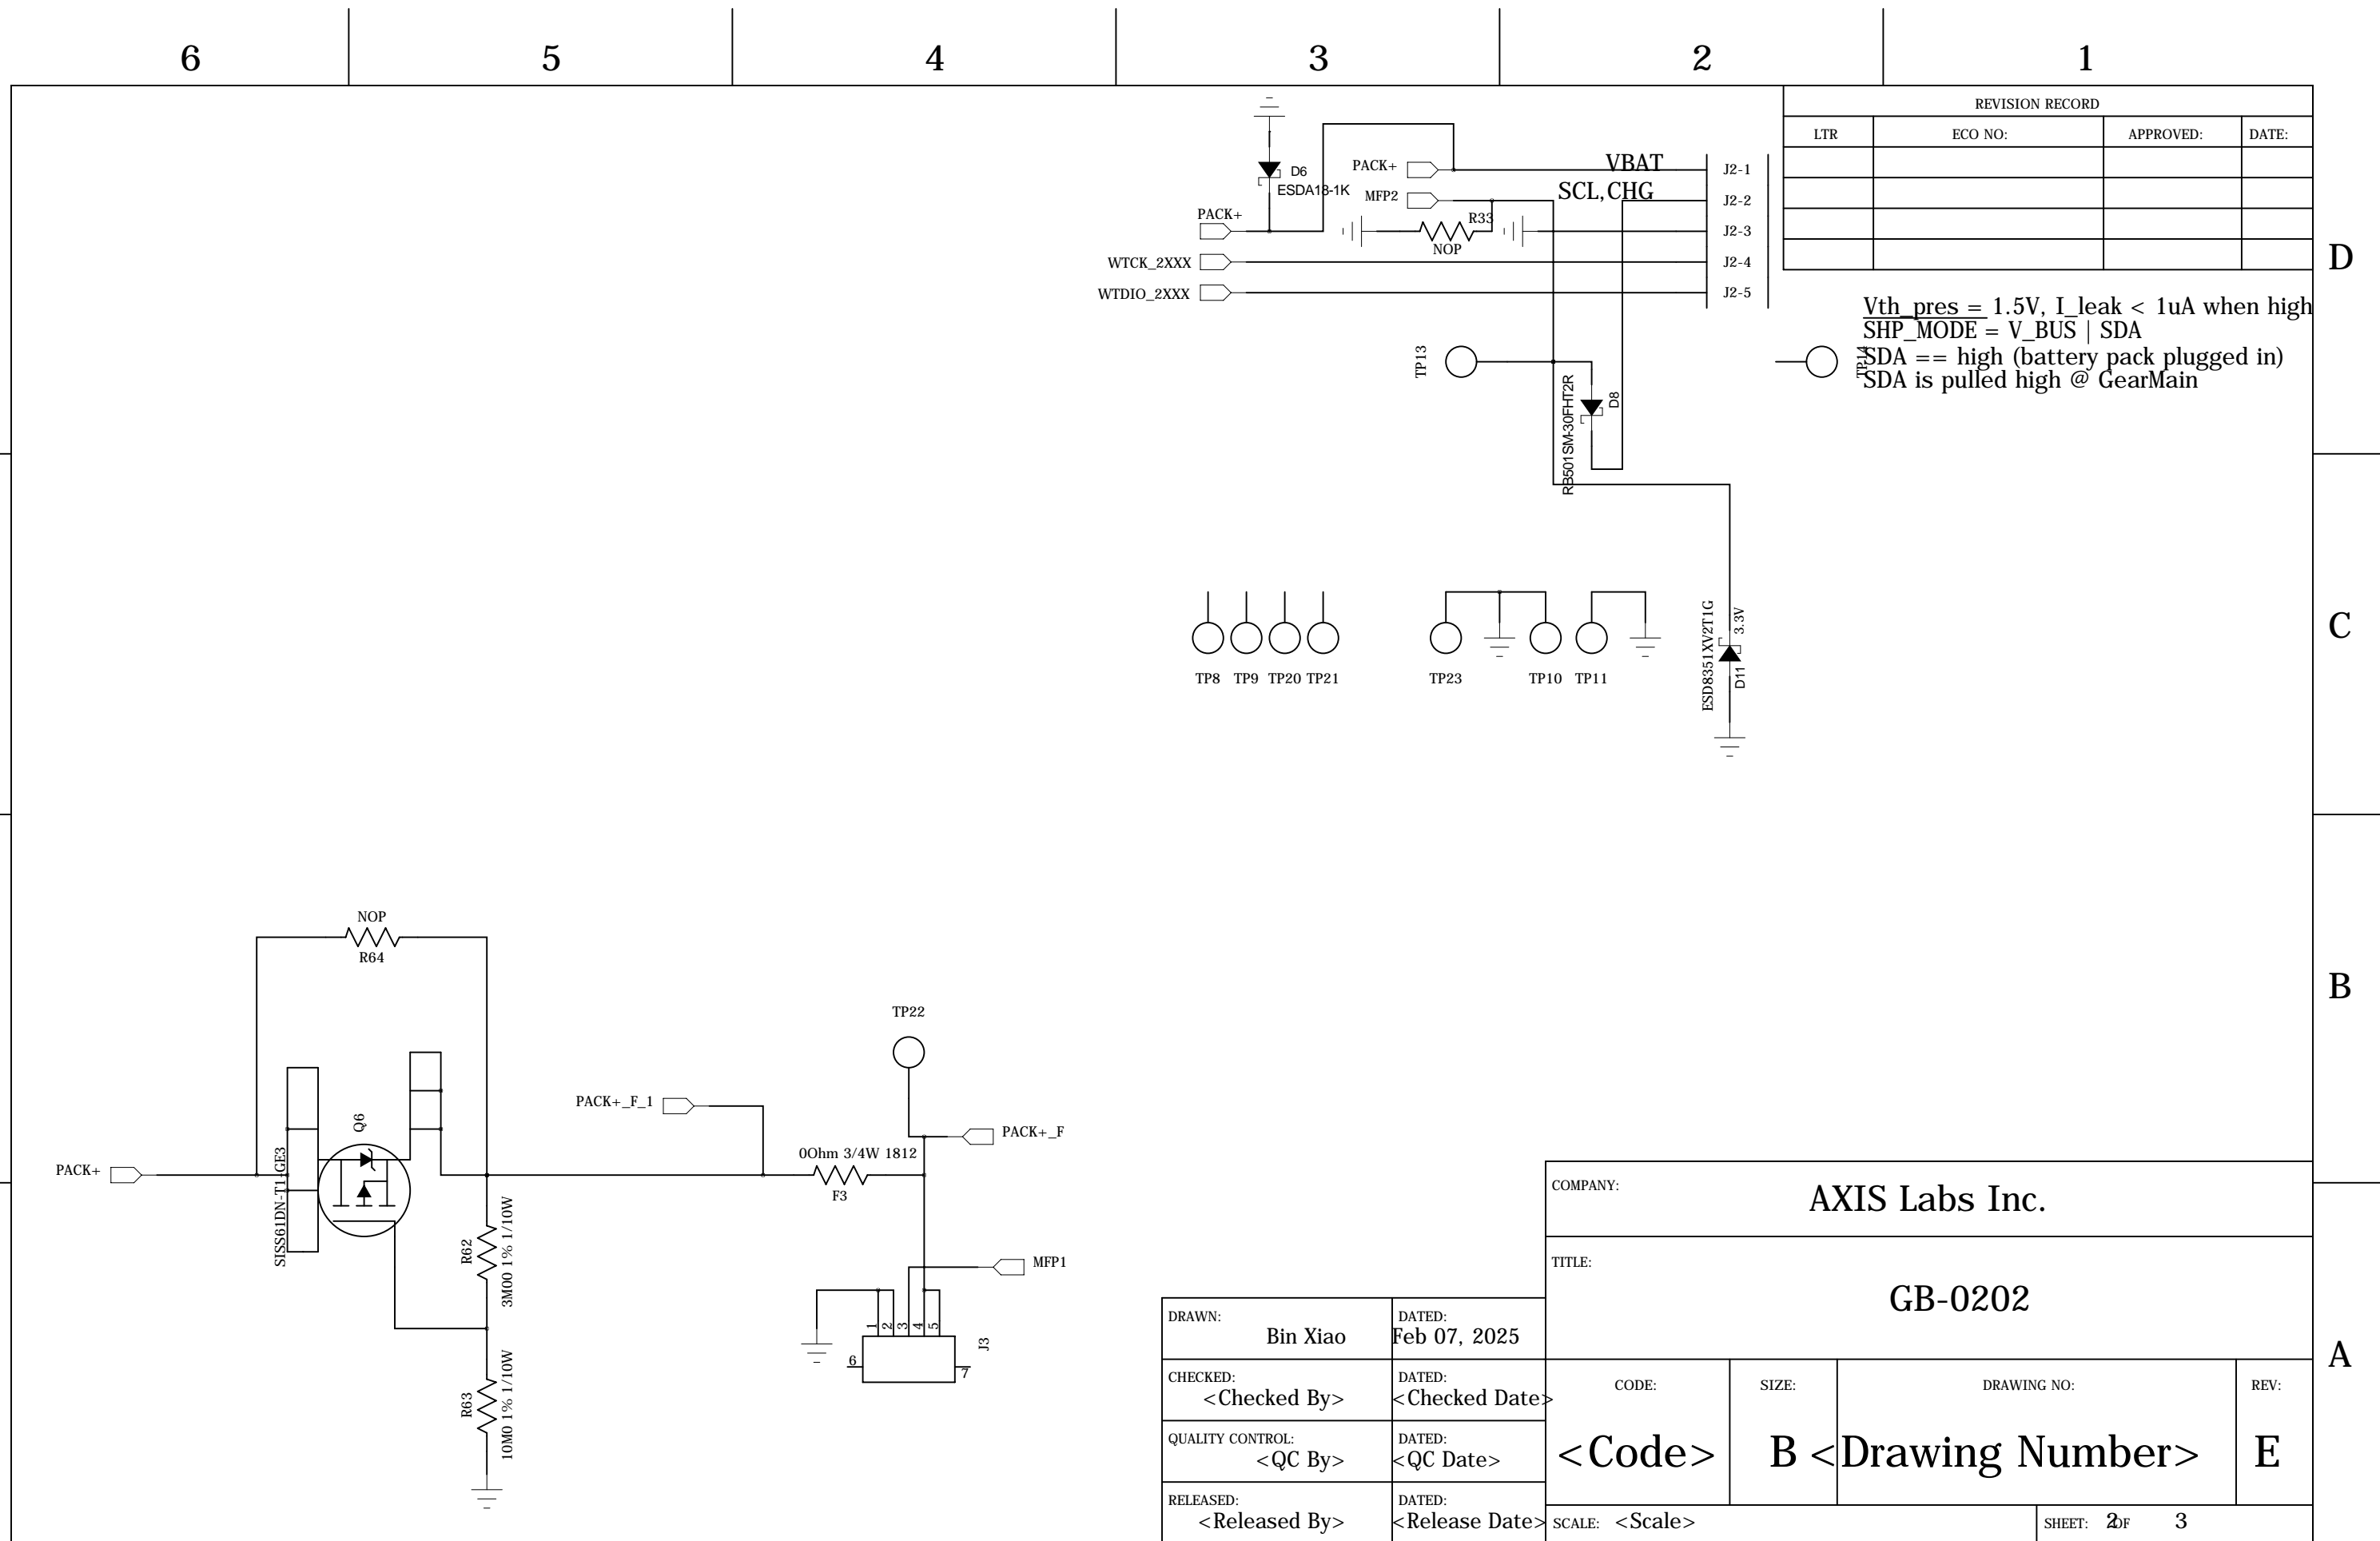 6 5 4 3 2 1
REVISION RECORD
LTR ECO NO: APPROVED: DATE:
D6
ESDA18-1K
PACK+
VBAT
J2-1
MFP2
SCL,CHG
J2-2
PACK+
R33
NOP
J2-3
WTCK_2XXX
J2-4
WTDIO_2XXX
J2-5
D
Vth_pres = 1.5V, I_leak < 1uA when high
SHP_MODE = V_BUS | SDA
SDA == high (battery pack plugged in)
SDA is pulled high @ GearMain
TP13
TP14
RB501SM-30FHT2R
D8
C
ESD8351XV2T1G
3.3V
D11
TP8 TP9 TP20 TP21 TP23 TP10 TP11
NOP
R64
B
TP22
Q6
SISS61DN-T1-GE3
PACK+_F_1
PACK+_F
PACK+
0Ohm 3/4W 1812
F3
R62
3M00 1% 1/10W
MFP1
1 2 3 4 5
6
7
J3
R63
10M0 1% 1/10W
A
COMPANY:
AXIS Labs Inc.
TITLE:
GB-0202
DRAWN:
Bin Xiao
DATED:
Feb 07, 2025
CHECKED:
<Checked By>
DATED:
<Checked Date>
QUALITY CONTROL:
<QC By>
DATED:
<QC Date>
RELEASED:
<Released By>
DATED:
<Release Date>
CODE:
<Code>
SIZE:
B
DRAWING NO:
<Drawing Number>
REV:
E
SCALE: <Scale>
SHEET: 2 OF 3